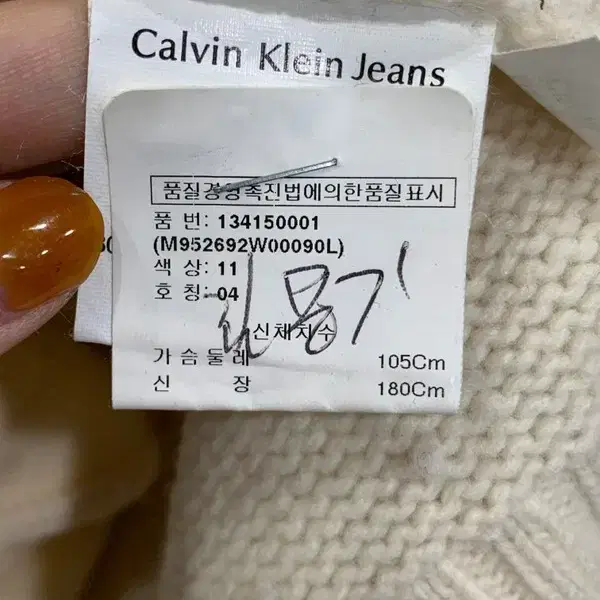 Calvin Klein Jeans
품질경영촉진법에의한품질표시
품 번: 134150001
(M952692W00090L)
색상: 11
호칭: 04
신체치수
가슴둘레 105Cm
신 장 180Cm